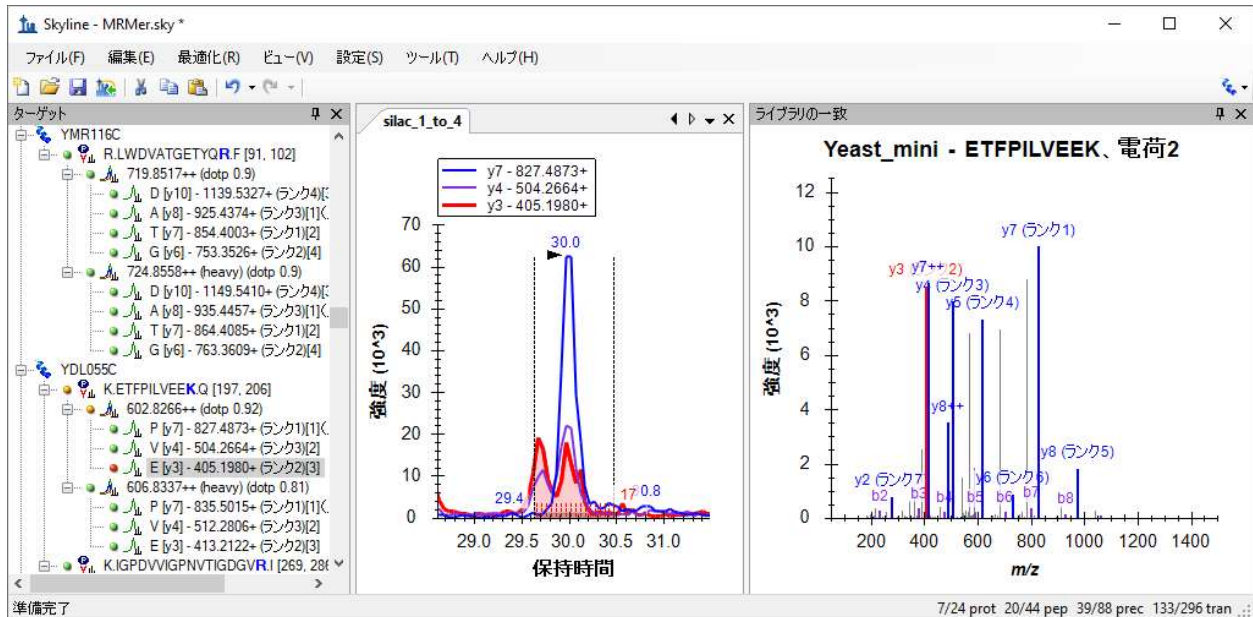 Skyline - MRMer.sky *
ファイル(F) 編集(E) 最適化(R) ビュー(V) 設定(S) ツール(T) ヘルプ(H)
ターゲット
YMR116C
R.LWDVATGETYQR.F [91, 102]
719.8517++ (dotp 0.9)
D [y10] - 1139.5327+ (ランク4)[3
A [y8] - 925.4374+ (ランク3)[1](.
T [y7] - 854.4003+ (ランク1)[2]
G [y6] - 753.3526+ (ランク2)[4]
724.8558++ (heavy) (dotp 0.9)
D [y10] - 1149.5410+ (ランク4)[:
A [y8] - 935.4457+ (ランク3)[1](.
T [y7] - 864.4085+ (ランク1)[2]
G [y6] - 763.3609+ (ランク2)[4]
YDL055C
K.ETFPILVEEK.Q [197, 206]
602.8266++ (dotp 0.92)
P [y7] - 827.4873+ (ランク1)[1](.
V [y4] - 504.2664+ (ランク3)[2]
E [y3] - 405.1980+ (ランク2)[3]
606.8337++ (heavy) (dotp 0.81)
P [y7] - 835.5015+ (ランク1)[1](.
V [y4] - 512.2806+ (ランク3)[2]
E [y3] - 413.2122+ (ランク2)[3]
K.IGPDVVIGPNVTIGDGVR.I [269, 286
silac_1_to_4
y7 - 827.4873+
y4 - 504.2664+
y3 - 405.1980+
70
60
50
40
30
20
10
0
強度 (10^3)
30.0
29.4
17
0.8
29.0 29.5 30.0 30.5 31.0
保持時間
ライブラリの一致
Yeast_mini - ETFPILVEEK、電荷2
12
10
8
6
4
2
0
強度 (10^3)
y7 (ランク1)
y3 y7++ 2)
y4 (ランク3)
y5 (ランク4)
y8++
y8 (ランク5)
y2 (ランク7)
y6 (ランク6)
b2 b3 b4 b5 b6 b7 b8
200 400 600 800 1000 1200 1400
m/z
準備完了
7/24 prot 20/44 pep 39/88 prec 133/296 tran